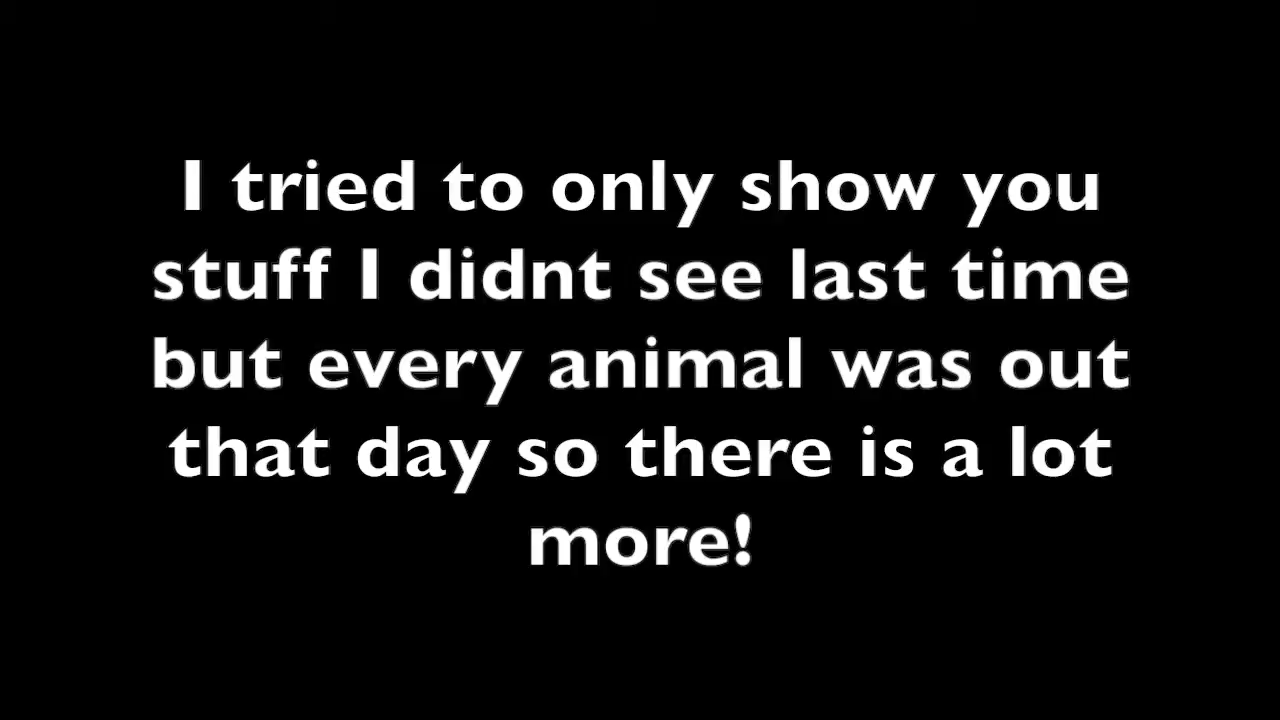 I tried to only show you
stuff I didnt see last time
but every animal was out
that day so there is a lot
more!